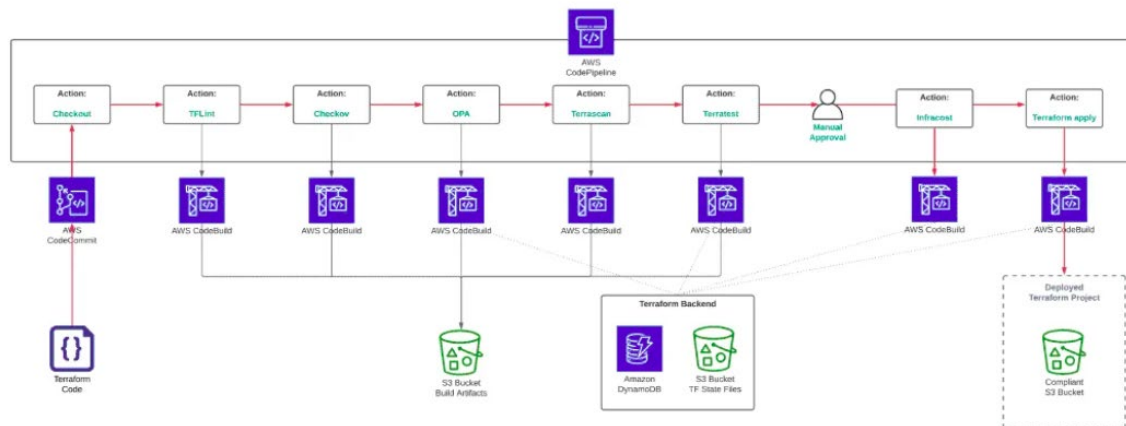 AWS
CodePipeline
Action:
Checkout
Action:
TFLint
Action:
Checkov
Action:
OPA
Action:
Terrascan
Action:
Terratest
Manual
Approval
Action:
Infracost
Action:
Terraform apply
AWS
CodeCommit
AWS CodeBuild
AWS CodeBuild
AWS CodeBuild
AWS CodeBuild
AWS CodeBuild
AWS CodeBuild
AWS CodeBuild
Terraform
Code
S3 Bucket
Build Artifacts
Terraform Backend
Amazon
DynamoDB
S3 Bucket
TF State Files
Deployed
Terraform Project
Compliant
S3 Bucket